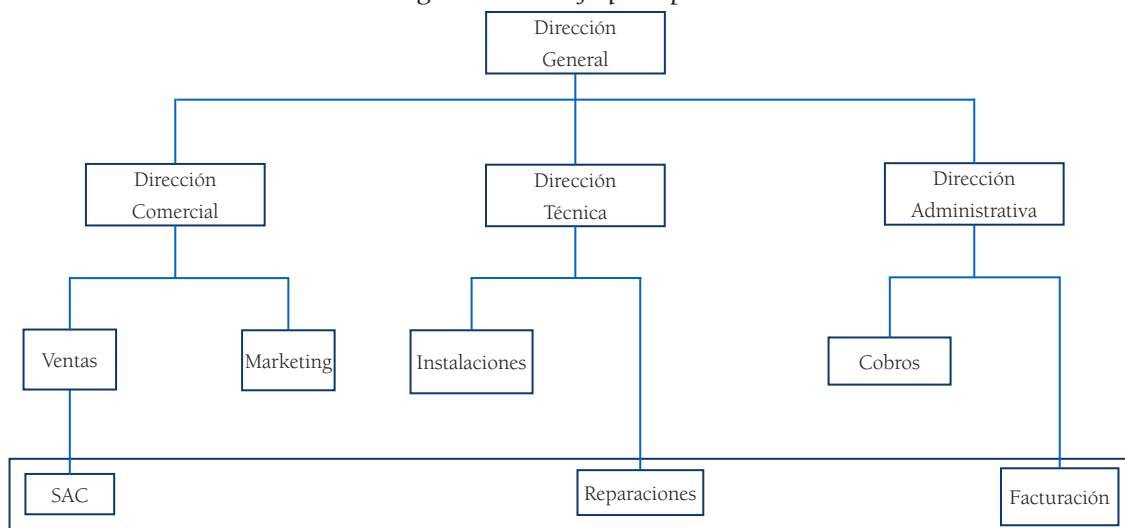 Dirección
General
Dirección
Comercial
Dirección
Técnica
Dirección
Administrativa
Ventas
Marketing
Instalaciones
Cobros
SAC
Reparaciones
Facturación